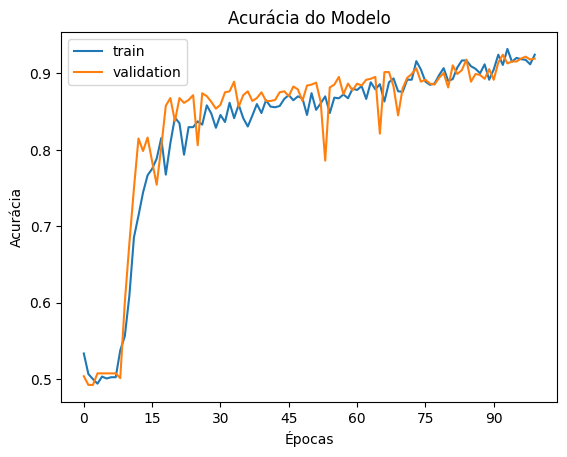 Acurácia do Modelo
train
validation
Acurácia
0.9
0.8
0.7
0.6
0.5
0 15 30 45 60 75 90
Épocas